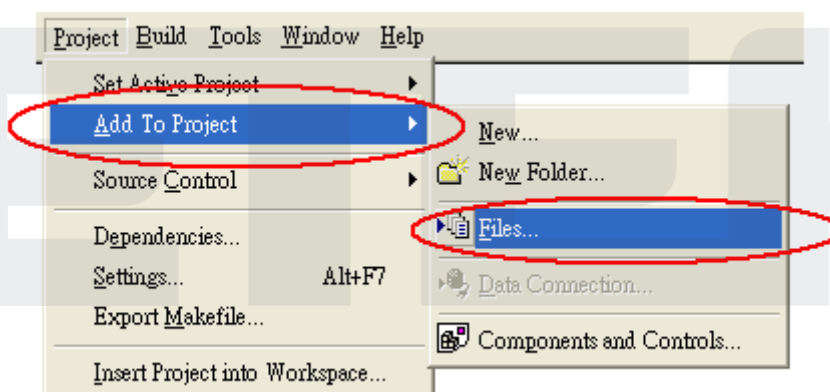 Project Build Tools Window Help
Set Active Project
Add To Project
Source Control
Dependencies...
Settings... Alt+F7
Export Makefile...
Insert Project into Workspace...
New...
New Folder...
Files...
Data Connection...
Components and Controls...